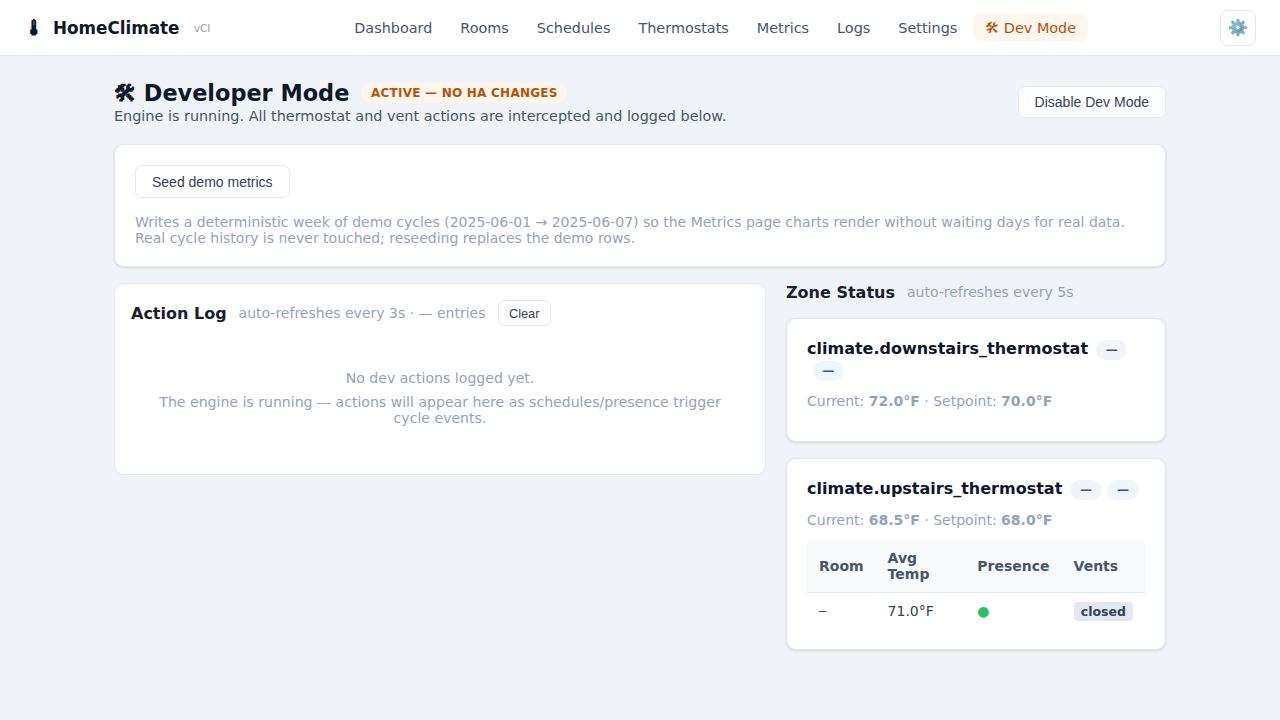 HomeClimate vCI Dashboard Rooms Schedules Thermostats Metrics Logs Settings 🛠 Dev Mode
🛠 Developer Mode ACTIVE — NO HA CHANGES
Engine is running. All thermostat and vent actions are intercepted and logged below.
Disable Dev Mode
Seed demo metrics
Writes a deterministic week of demo cycles (2025-06-01 → 2025-06-07) so the Metrics page charts render without waiting days for real data.
Real cycle history is never touched; reseeding replaces the demo rows.
Action Log auto-refreshes every 3s · — entries Clear
No dev actions logged yet.
The engine is running — actions will appear here as schedules/presence trigger
cycle events.
Zone Status auto-refreshes every 5s
climate.downstairs_thermostat —
—
Current: 72.0°F · Setpoint: 70.0°F
climate.upstairs_thermostat — —
Current: 68.5°F · Setpoint: 68.0°F
Room Avg Temp Presence Vents
— 71.0°F ● closed